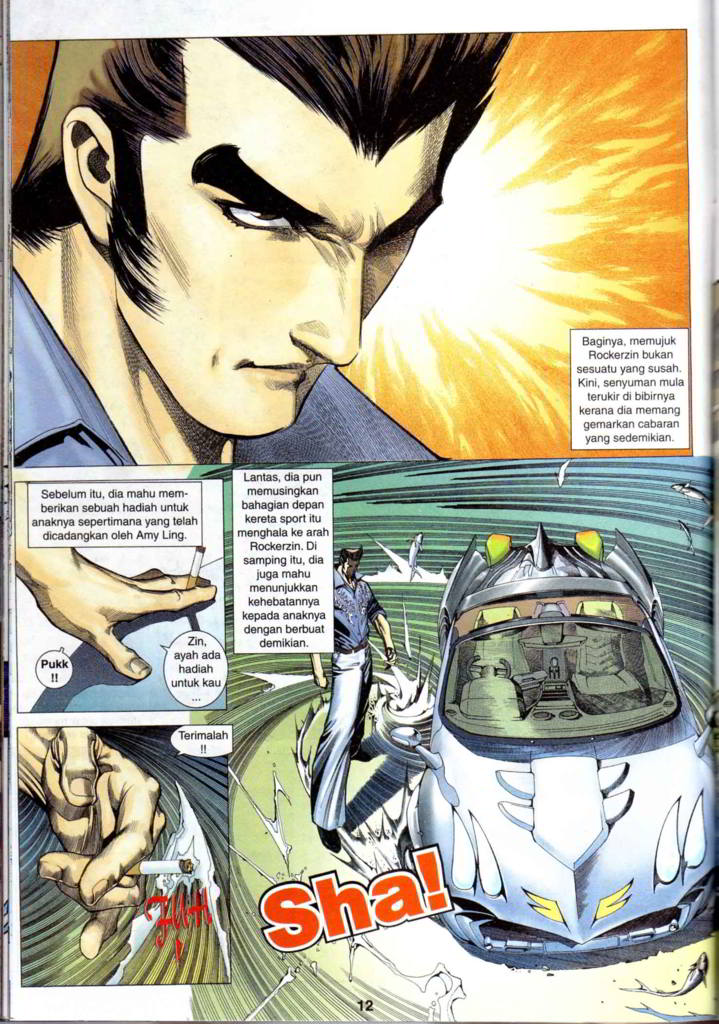 Baginya, memujuk
Rockerzin bukan
sesuatu yang susah.
Kini, senyuman mula
terukir di bibirnya
kerana dia memang
gemarkan cabaran
yang sedemikian.
Sebelum itu, dia mahu mem-
berikan sebuah hadiah untuk
anaknya sepertimana yang telah
dicadangkan oleh Amy Ling.
Pukk
!!
Zin,
ayah ada
hadiah
untuk kau
...
Lantas, dia pun
memusingkan
bahagian depan
kereta sport itu
menghala ke arah
Rockerzin. Di
samping itu, dia
juga mahu
menunjukkan
kehebatannya
kepada anaknya
dengan berbuat
demikian.
Terimalah
!!
Sha!
12